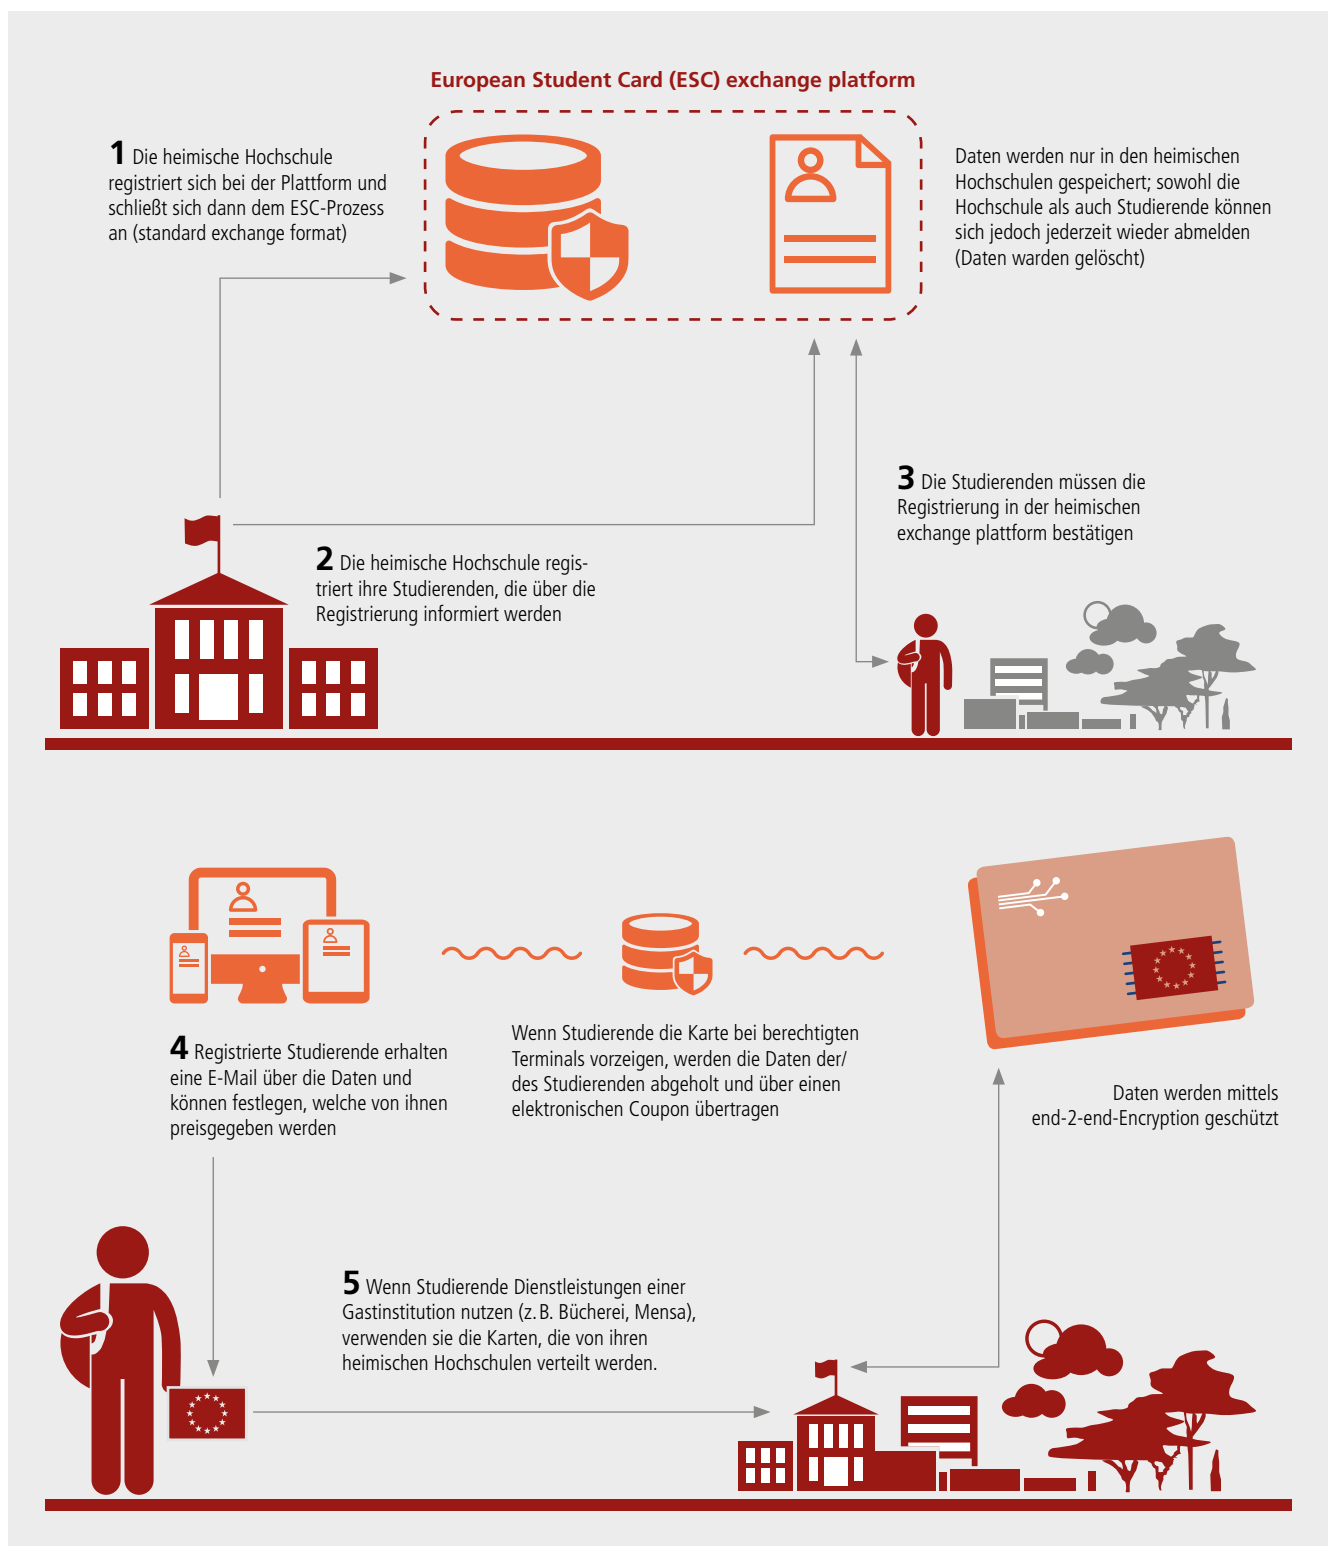 European Student Card (ESC) exchange platform
1 Die heimische Hochschule
registriert sich bei der Plattform und
schließt sich dann dem ESC-Prozess
an (standard exchange format)
Daten werden nur in den heimischen
Hochschulen gespeichert; sowohl die
Hochschule als auch Studierende können
sich jedoch jederzeit wieder abmelden
(Daten warden gelöscht)
2 Die heimische Hochschule regis-
triert ihre Studierenden, die über die
Registrierung informiert werden
3 Die Studierenden müssen die
Registrierung in der heimischen
exchange plattform bestätigen
4 Registrierte Studierende erhalten
eine E-Mail über die Daten und
können festlegen, welche von ihnen
preisgegeben werden
Wenn Studierende die Karte bei berechtigten
Terminals vorzeigen, werden die Daten der/
des Studierenden abgeholt und über einen
elektronischen Coupon übertragen
Daten werden mittels
end-2-end-Encryption geschützt
5 Wenn Studierende Dienstleistungen einer
Gastinstitution nutzen (z. B. Bücherei, Mensa),
verwenden sie die Karten, die von ihren
heimischen Hochschulen verteilt werden.